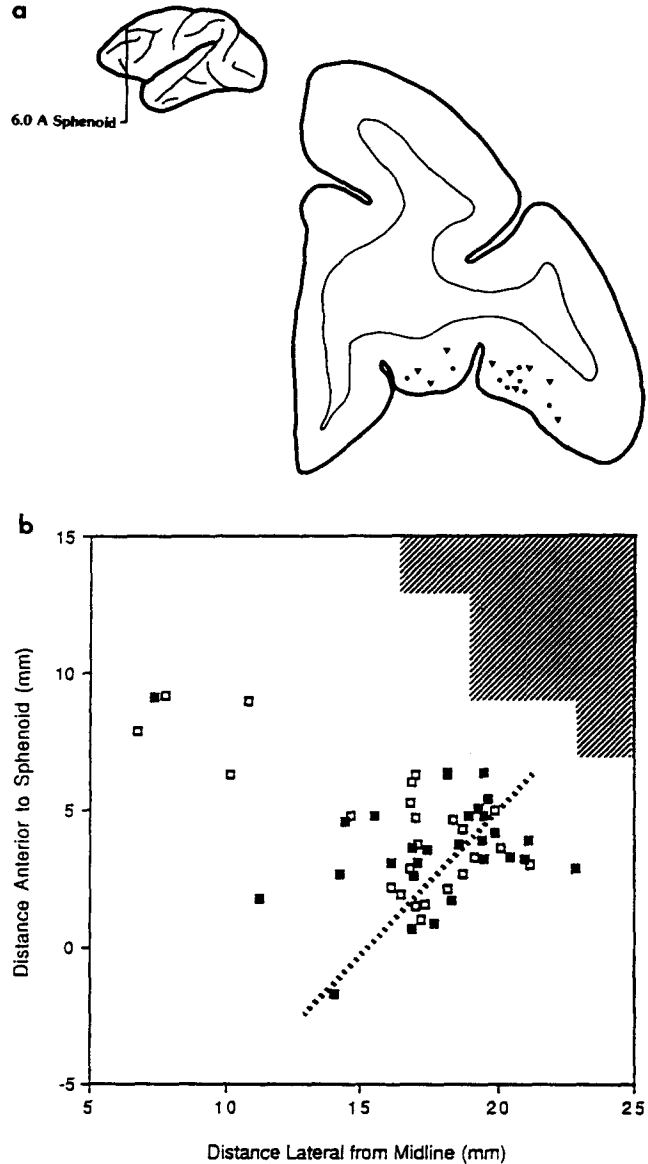 a
6.0 A Sphenoid
b
Distance Anterior to Sphenoid (mm)
15
10
5
0
-5
5 10 15 20 25
Distance Lateral from Midline (mm)